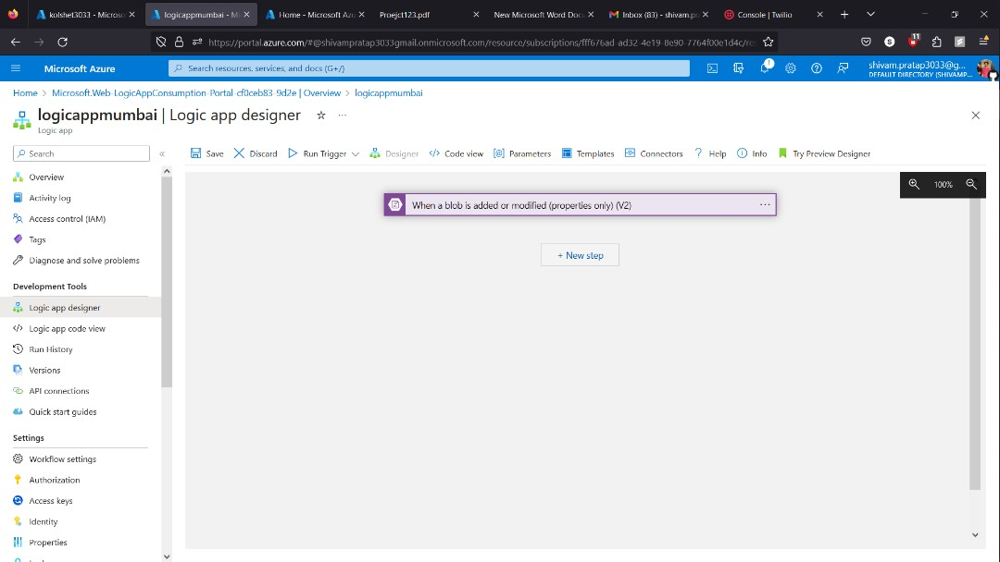 kolshet3033 - Microso
logicappmumbai - Mi
Home - Microsoft Azu
Proejct123.pdf
New Microsoft Word Doc
Inbox (83) - shivam.pr
Console | Twilio
https://portal.azure.com/#@shivampratap3033gmail.onmicrosoft.com/resource/subscriptions/fff676ad-ad32-4e19-8e90-7764f00e1d4c/re
11
Microsoft Azure
Search resources, services, and docs (G+/)
1
shivam.pratap3033@g...
DEFAULT DIRECTORY (SHIVAMP...
Home > Microsoft.Web-LogicAppConsumption-Portal-cf0ceb83-9d2e | Overview > logicappmumbai
logicappmumbai | Logic app designer
Logic app
Search
Save
Discard
Run Trigger
Designer
Code view
Parameters
Templates
Connectors
Help
Info
Try Preview Designer
Overview
Activity log
Access control (IAM)
Tags
Diagnose and solve problems
Development Tools
Logic app designer
Logic app code view
Run History
Versions
API connections
Quick start guides
Settings
Workflow settings
Authorization
Access keys
Identity
Properties
100%
When a blob is added or modified (properties only) (V2)
+ New step